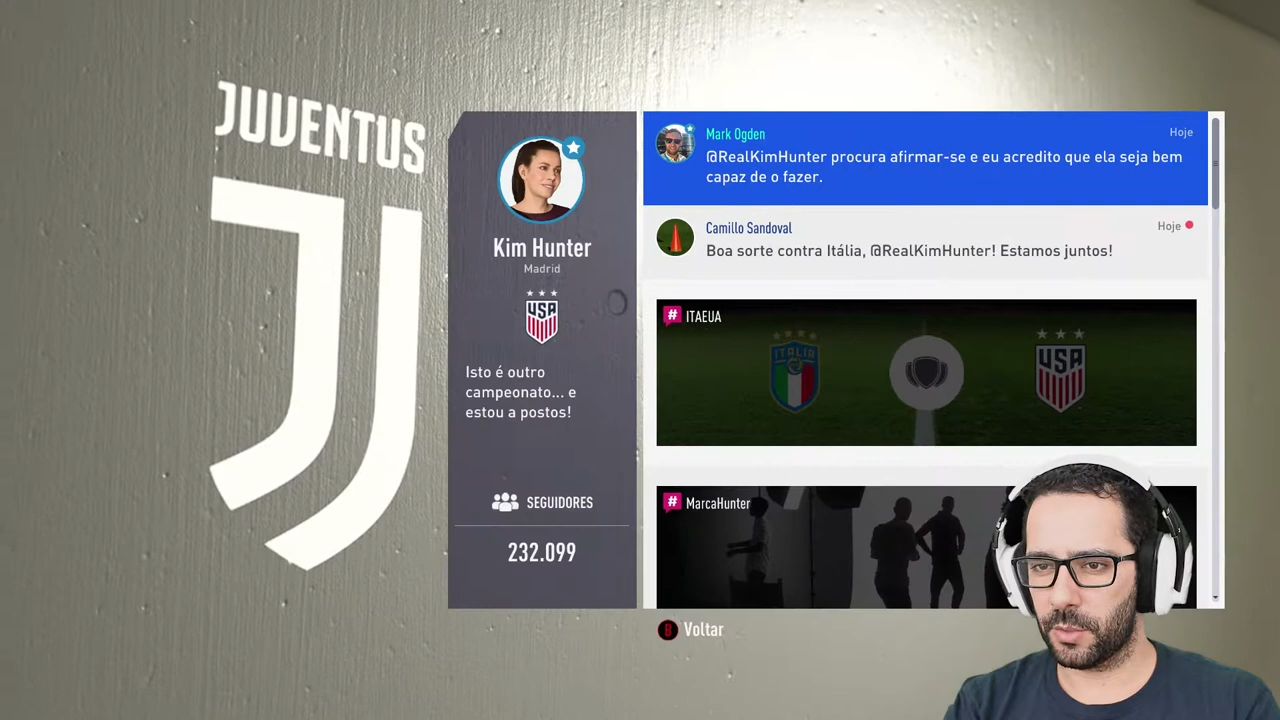 JUVENTUS
Kim Hunter
Madrid
USA
Isto é outro
campeonato... e
estou a postos!
SEGUIDORES
232.099
Mark Ogden
Hoje
@RealKimHunter procura afirmar-se e eu acredito que ela seja bem
capaz de o fazer.
Camillo Sandoval
Hoje
Boa sorte contra Itália, @RealKimHunter! Estamos juntos!
# ITAEUA
ITALIA
USA
# MarcaHunter
B Voltar